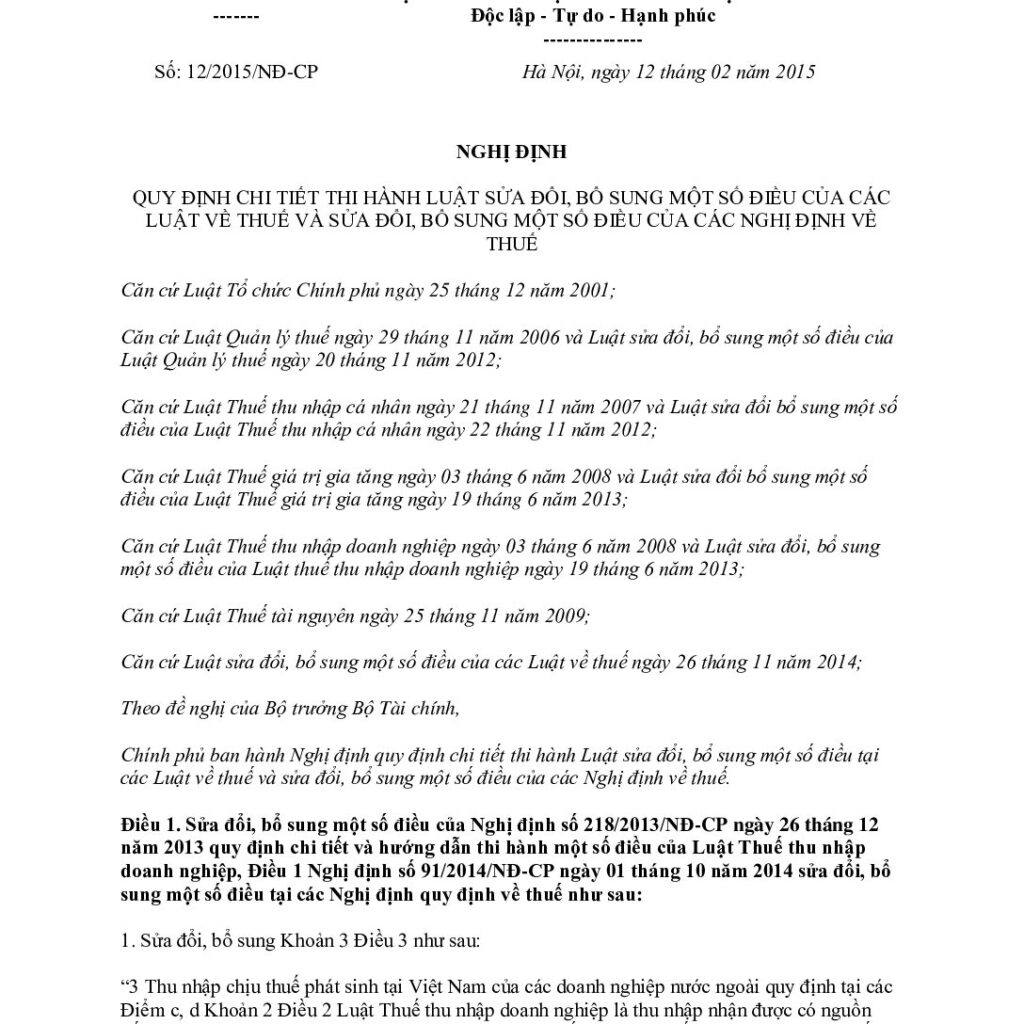 -------
Độc lập - Tự do - Hạnh phúc
---------------
Số: 12/2015/NĐ-CP
Hà Nội, ngày 12 tháng 02 năm 2015
NGHỊ ĐỊNH
QUY ĐỊNH CHI TIẾT THI HÀNH LUẬT SỬA ĐỔI, BỔ SUNG MỘT SỐ ĐIỀU CỦA CÁC
LUẬT VỀ THUẾ VÀ SỬA ĐỔI, BỔ SUNG MỘT SỐ ĐIỀU CỦA CÁC NGHỊ ĐỊNH VỀ
THUẾ
Căn cứ Luật Tổ chức Chính phủ ngày 25 tháng 12 năm 2001;
Căn cứ Luật Quản lý thuế ngày 29 tháng 11 năm 2006 và Luật sửa đổi, bổ sung một số điều của
Luật Quản lý thuế ngày 20 tháng 11 năm 2012;
Căn cứ Luật Thuế thu nhập cá nhân ngày 21 tháng 11 năm 2007 và Luật sửa đổi bổ sung một số
điều của Luật Thuế thu nhập cá nhân ngày 22 tháng 11 năm 2012;
Căn cứ Luật Thuế giá trị gia tăng ngày 03 tháng 6 năm 2008 và Luật sửa đổi bổ sung một số
điều của Luật Thuế giá trị gia tăng ngày 19 tháng 6 năm 2013;
Căn cứ Luật Thuế thu nhập doanh nghiệp ngày 03 tháng 6 năm 2008 và Luật sửa đổi, bổ sung
một số điều của Luật thuế thu nhập doanh nghiệp ngày 19 tháng 6 năm 2013;
Căn cứ Luật Thuế tài nguyên ngày 25 tháng 11 năm 2009;
Căn cứ Luật sửa đổi, bổ sung một số điều của các Luật về thuế ngày 26 tháng 11 năm 2014;
Theo đề nghị của Bộ trưởng Bộ Tài chính,
Chính phủ ban hành Nghị định quy định chi tiết thi hành Luật sửa đổi, bổ sung một số điều tại
các Luật về thuế và sửa đổi, bổ sung một số điều của các Nghị định về thuế.
Điều 1. Sửa đổi, bổ sung một số điều của Nghị định số 218/2013/NĐ-CP ngày 26 tháng 12
năm 2013 quy định chi tiết và hướng dẫn thi hành một số điều của Luật Thuế thu nhập
doanh nghiệp, Điều 1 Nghị định số 91/2014/NĐ-CP ngày 01 tháng 10 năm 2014 sửa đổi, bổ
sung một số điều tại các Nghị định quy định về thuế như sau:
1. Sửa đổi, bổ sung Khoản 3 Điều 3 như sau:
“3 Thu nhập chịu thuế phát sinh tại Việt Nam của các doanh nghiệp nước ngoài quy định tại các
Điểm c, d Khoản 2 Điều 2 Luật Thuế thu nhập doanh nghiệp là thu nhập nhận được có nguồn